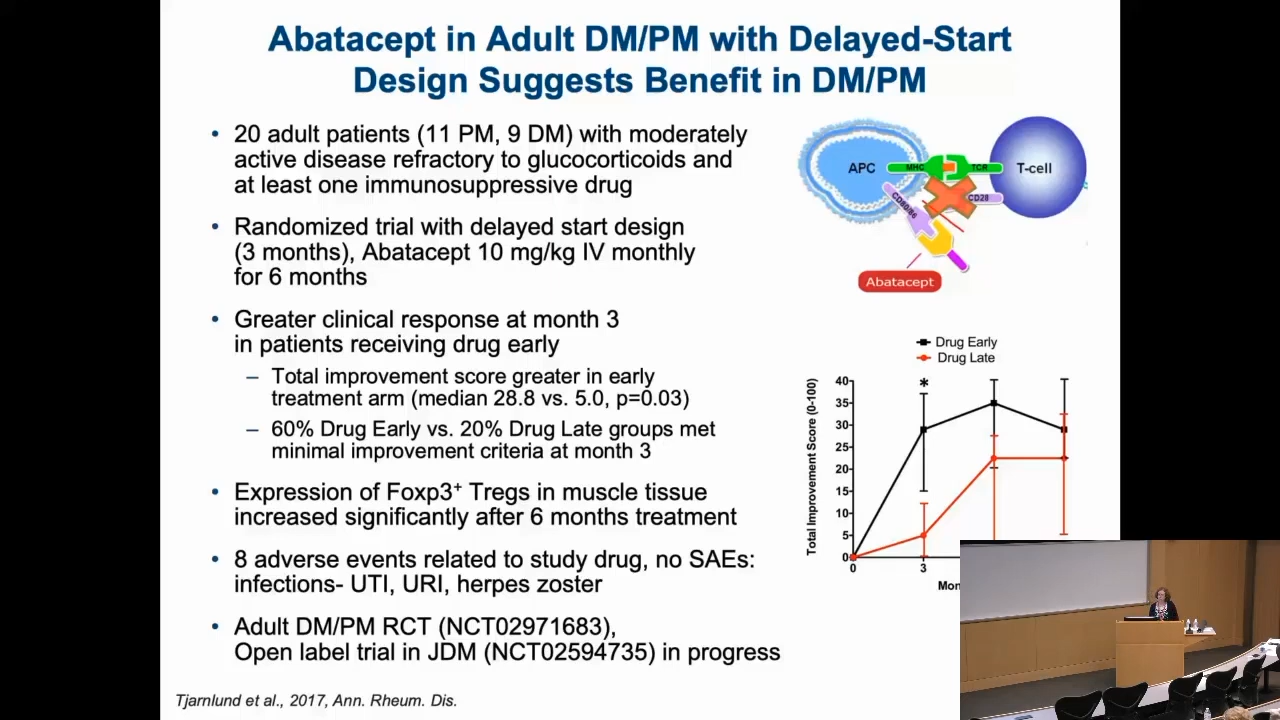 Abatacept in Adult DM/PM with Delayed-Start
Design Suggests Benefit in DM/PM
• 20 adult patients (11 PM, 9 DM) with moderately
active disease refractory to glucocorticoids and
at least one immunosuppressive drug
• Randomized trial with delayed start design
(3 months), Abatacept 10 mg/kg IV monthly
for 6 months
• Greater clinical response at month 3
in patients receiving drug early
– Total improvement score greater in early
treatment arm (median 28.8 vs. 5.0, p=0.03)
– 60% Drug Early vs. 20% Drug Late groups met
minimal improvement criteria at month 3
• Expression of Foxp3⁺ Tregs in muscle tissue
increased significantly after 6 months treatment
• 8 adverse events related to study drug, no SAEs:
infections- UTI, URI, herpes zoster
• Adult DM/PM RCT (NCT02971683),
Open label trial in JDM (NCT02594735) in progress
Tjarnlund et al., 2017, Ann. Rheum. Dis.
APC
MHC
TCR
T-cell
CD80/86
CD28
Abatacept
Drug Early
Drug Late
Total Improvement Score (0-100)
40
35
30
25
20
15
10
5
0
*
0
3